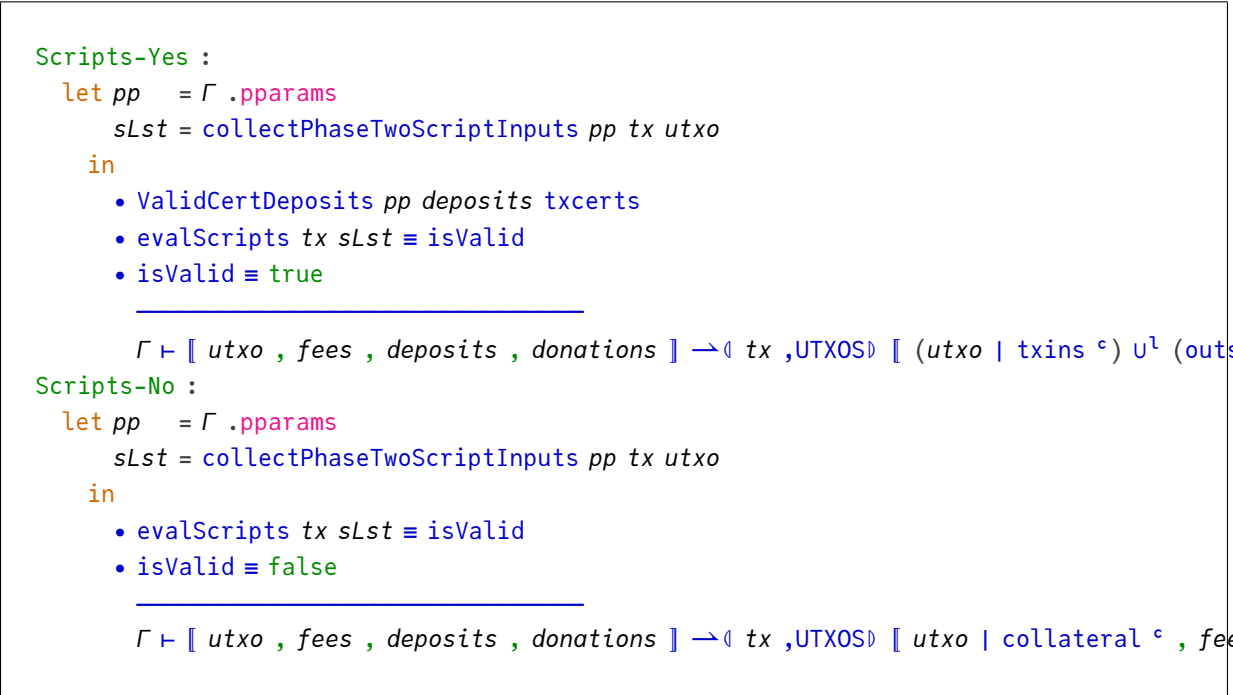 Scripts-Yes :
let pp = Γ .pparams
sLst = collectPhaseTwoScriptInputs pp tx utxo
in
• ValidCertDeposits pp deposits txcerts
• evalScripts tx sLst ≡ isValid
• isValid ≡ true
Γ ⊢ ⟦ utxo , fees , deposits , donations ⟧ ⇀⦇ tx ,UTXOS⦈ ⟦ (utxo ∣ txins ᶜ) ∪ˡ (outs
Scripts-No :
let pp = Γ .pparams
sLst = collectPhaseTwoScriptInputs pp tx utxo
in
• evalScripts tx sLst ≡ isValid
• isValid ≡ false
Γ ⊢ ⟦ utxo , fees , deposits , donations ⟧ ⇀⦇ tx ,UTXOS⦈ ⟦ utxo ∣ collateral ᶜ ,